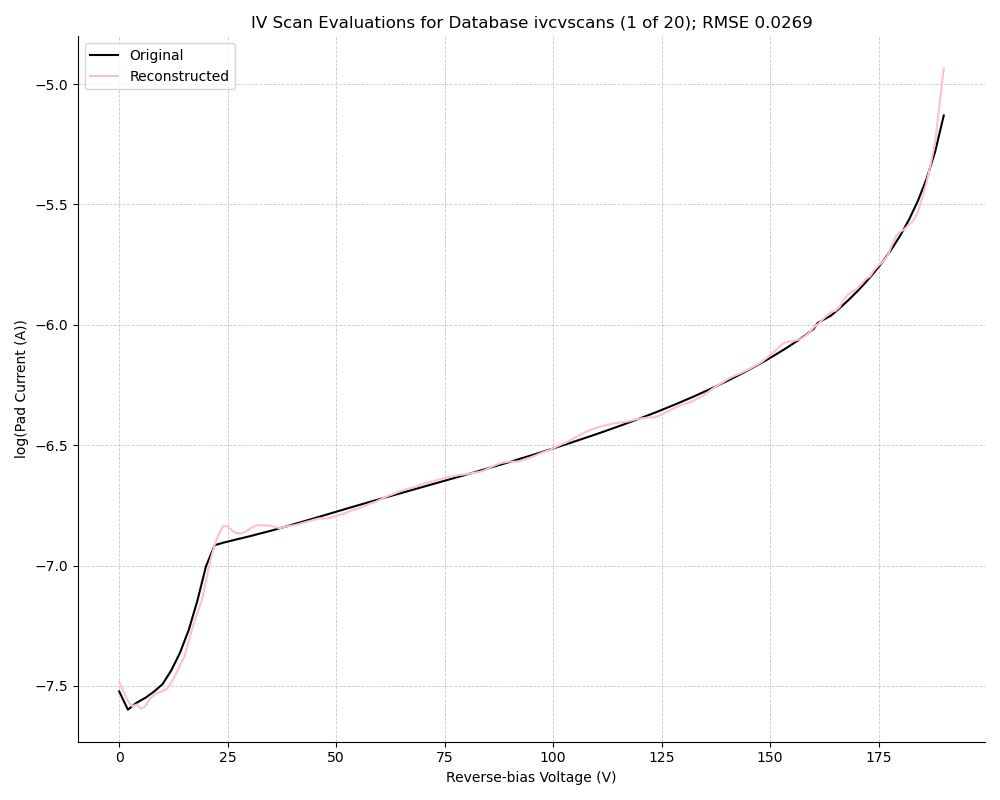 IV Scan Evaluations for Database ivcvscans (1 of 20); RMSE 0.0269
Original
Reconstructed
−5.0
−5.5
−6.0
−6.5
−7.0
−7.5
log(Pad Current (A))
0 25 50 75 100 125 150 175
Reverse-bias Voltage (V)